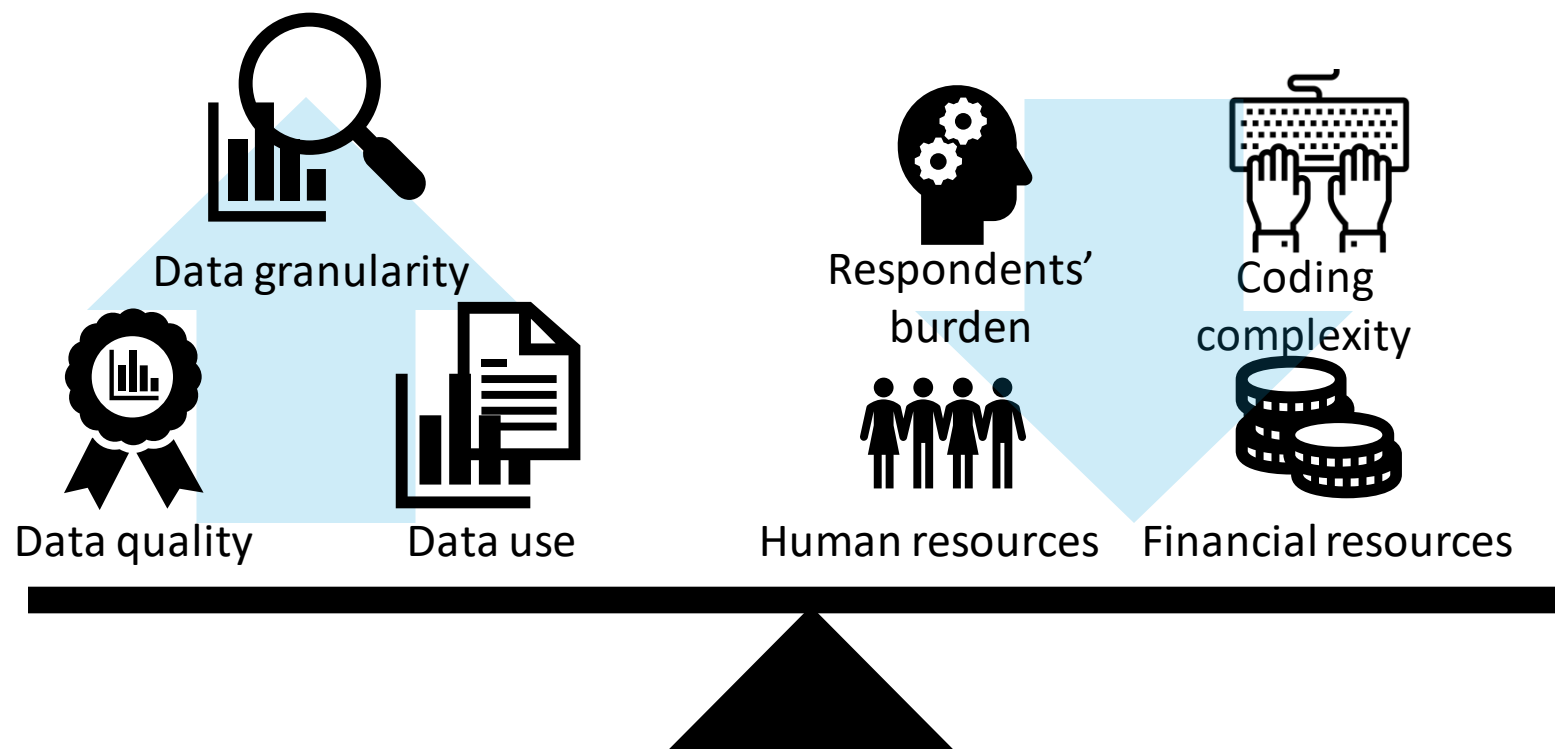 Data granularity
Data quality
Data use
Respondents’
burden
Coding
complexity
Human resources
Financial resources